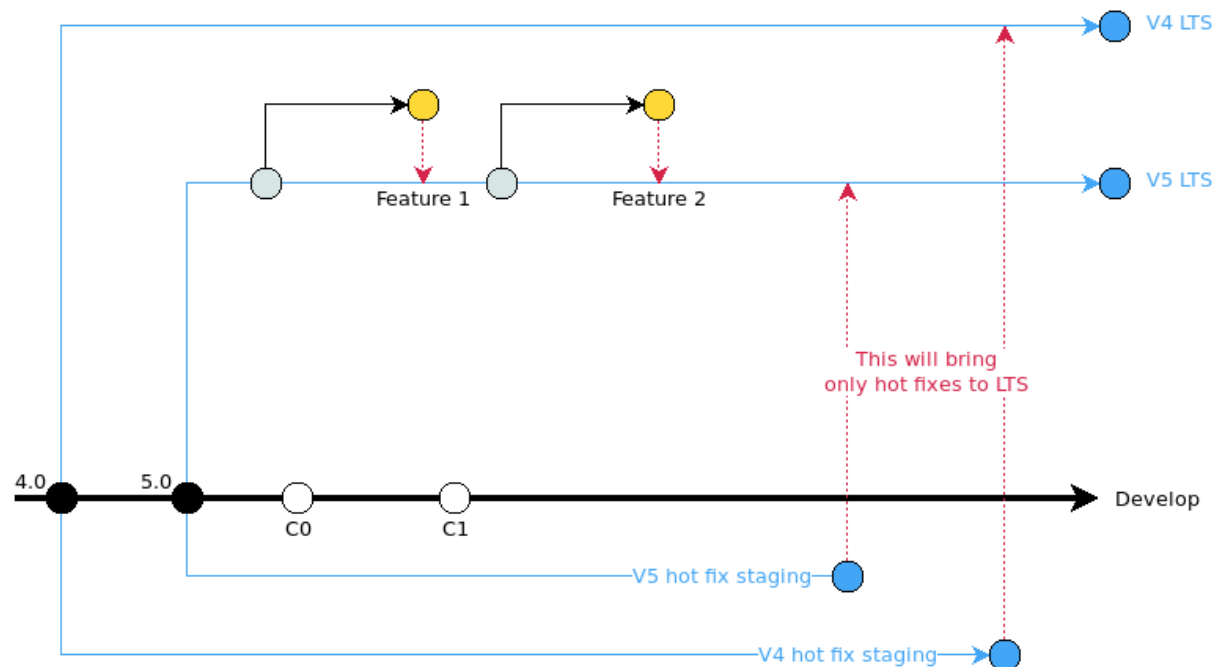 V4 LTS
V5 LTS
Feature 1
Feature 2
This will bring
only hot fixes to LTS
4.0
5.0
Develop
C0
C1
V5 hot fix staging
V4 hot fix staging